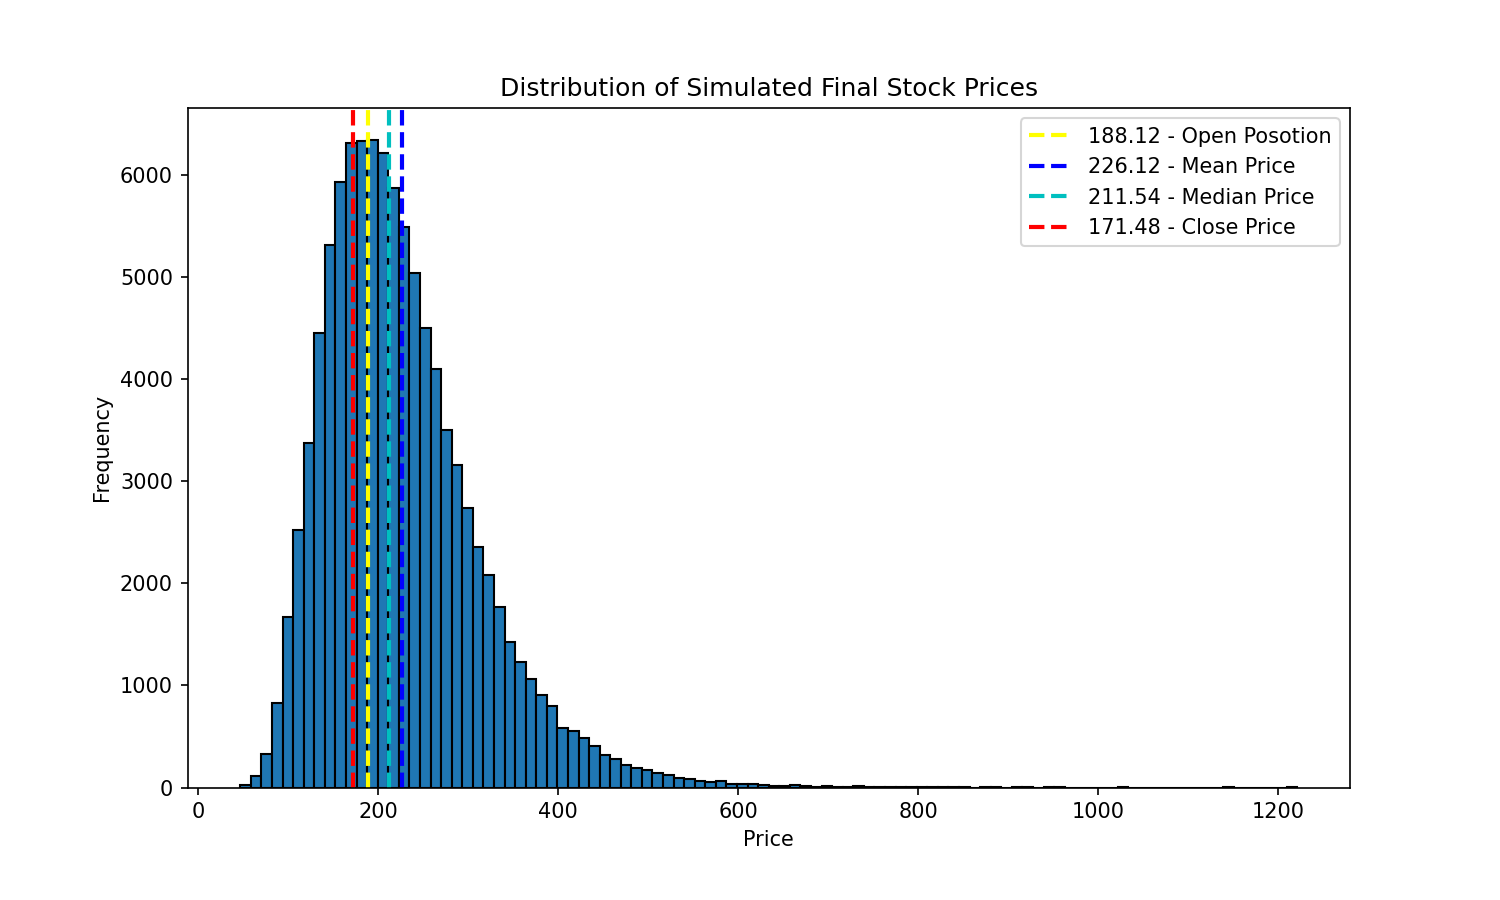 Distribution of Simulated Final Stock Prices
188.12 - Open Posotion
226.12 - Mean Price
211.54 - Median Price
171.48 - Close Price
Frequency
6000
5000
4000
3000
2000
1000
0
0 200 400 600 800 1000 1200
Price